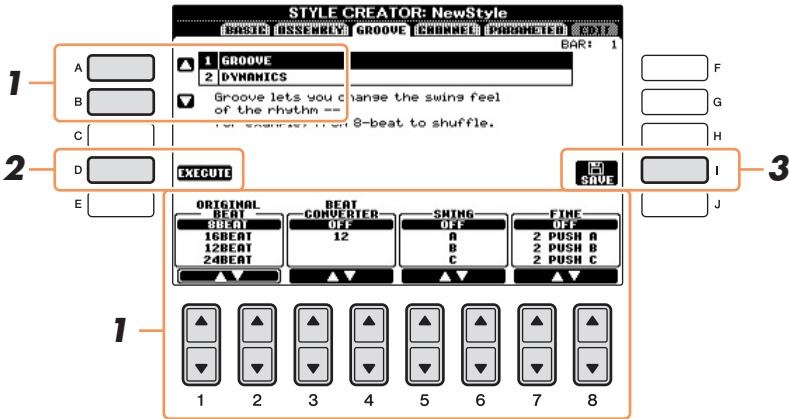 STYLE CREATOR: NewStyle
BASIC ASSEMBLY GROOVE CHANNEL PARAMETER EDIT
BAR: 1
1 GROOVE
2 DYNAMICS
Groove lets you change the swing feel
of the rhythm --
for example, from 8-beat to shuffle.
EXECUTE
SAVE
A
B
C
D
E
F
G
H
I
J
1
2
3
ORIGINAL BEAT
8BEAT
16BEAT
12BEAT
24BEAT
BEAT CONVERTER
OFF
12
SWING
OFF
A
B
C
FINE
OFF
2 PUSH A
2 PUSH B
2 PUSH C
1
1 2 3 4 5 6 7 8